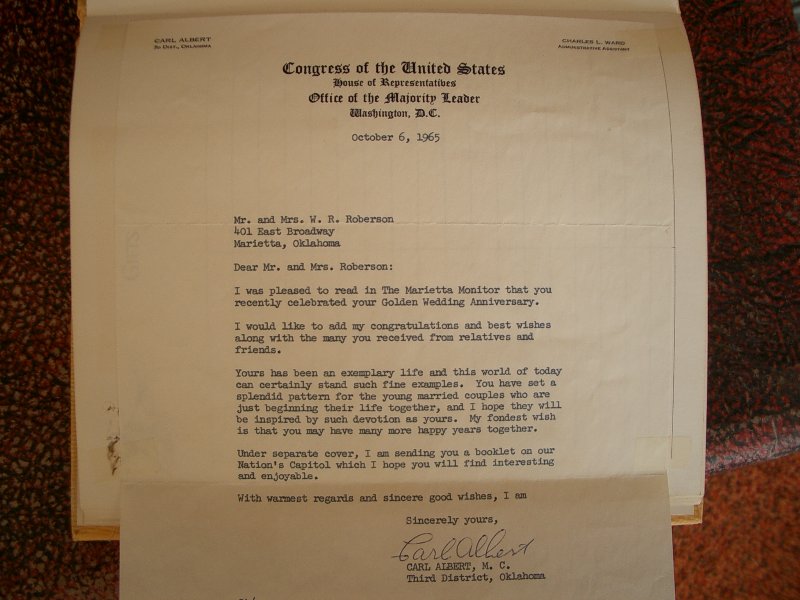 CARL ALBERT
3D DIST., OKLAHOMA
CHARLES L. WARD
ADMINISTRATIVE ASSISTANT
Congress of the United States
House of Representatives
Office of the Majority Leader
Washington, D.C.
October 6, 1965
Mr. and Mrs. W. R. Roberson
401 East Broadway
Marietta, Oklahoma
Dear Mr. and Mrs. Roberson:
I was pleased to read in The Marietta Monitor that you
recently celebrated your Golden Wedding Anniversary.
I would like to add my congratulations and best wishes
along with the many you received from relatives and
friends.
Yours has been an exemplary life and this world of today
can certainly stand such fine examples. You have set a
splendid pattern for the young married couples who are
just beginning their life together, and I hope they will
be inspired by such devotion as yours. My fondest wish
is that you may have many more happy years together.
Under separate cover, I am sending you a booklet on our
Nation's Capitol which I hope you will find interesting
and enjoyable.
With warmest regards and sincere good wishes, I am
Sincerely yours,
Carl Albert
CARL ALBERT, M. C.
Third District, Oklahoma